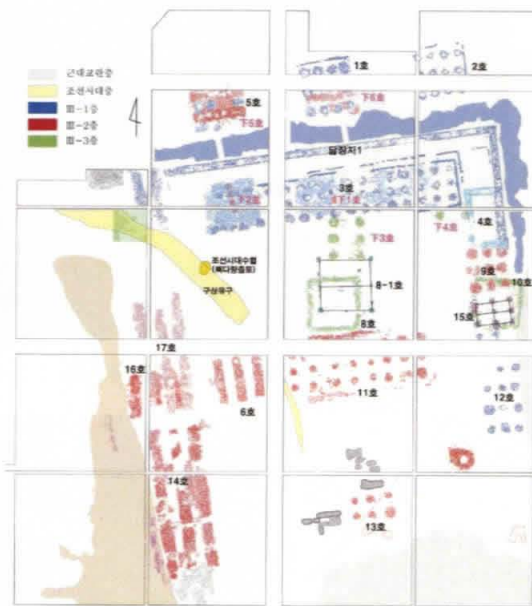 근대교란층
조선시대층
Ⅲ-1층
Ⅲ-2층
Ⅲ-3층
1호
2호
5호
下5호
下6호
담장지1
3호
下2호
下1호
4호
下4호
下3호
조선시대수혈
구상유구
8-1호
8호
9호
10호
15호
17호
16호
6호
11호
12호
14호
13호